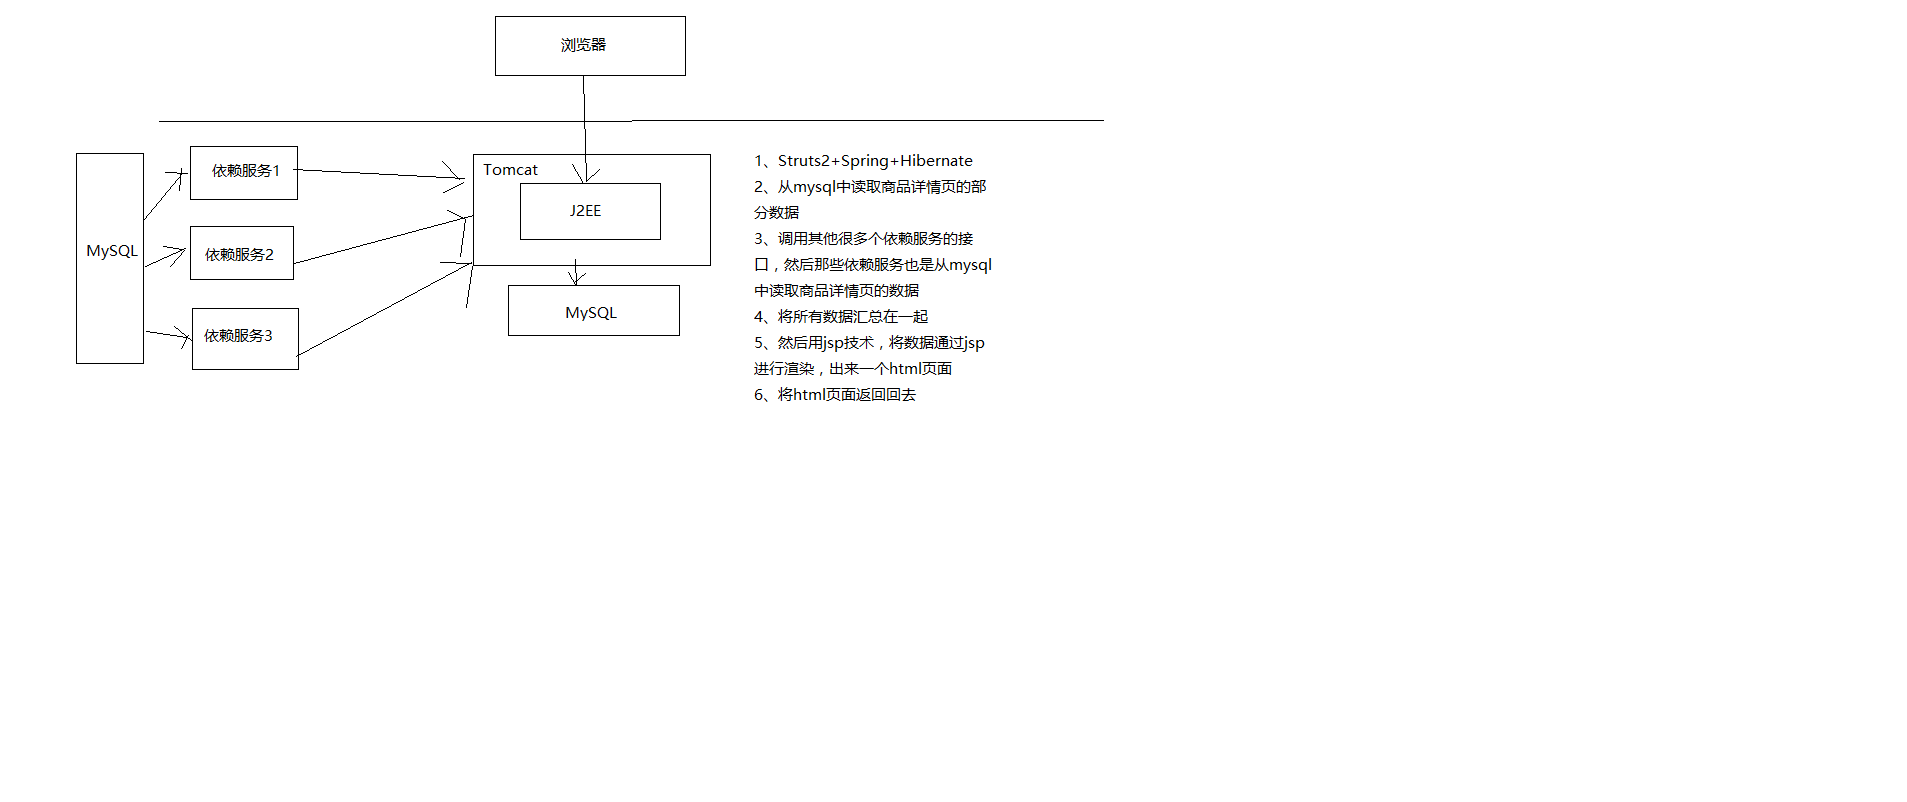 浏览器
Tomcat
J2EE
MySQL
依赖服务1
依赖服务2
依赖服务3
MySQL
1、Struts2+Spring+Hibernate
2、从mysql中读取商品详情页的部
分数据
3、调用其他很多个依赖服务的接
口，然后那些依赖服务也是从mysql
中读取商品详情页的数据
4、将所有数据汇总在一起
5、然后用jsp技术，将数据通过jsp
进行渲染，出来一个html页面
6、将html页面返回回去